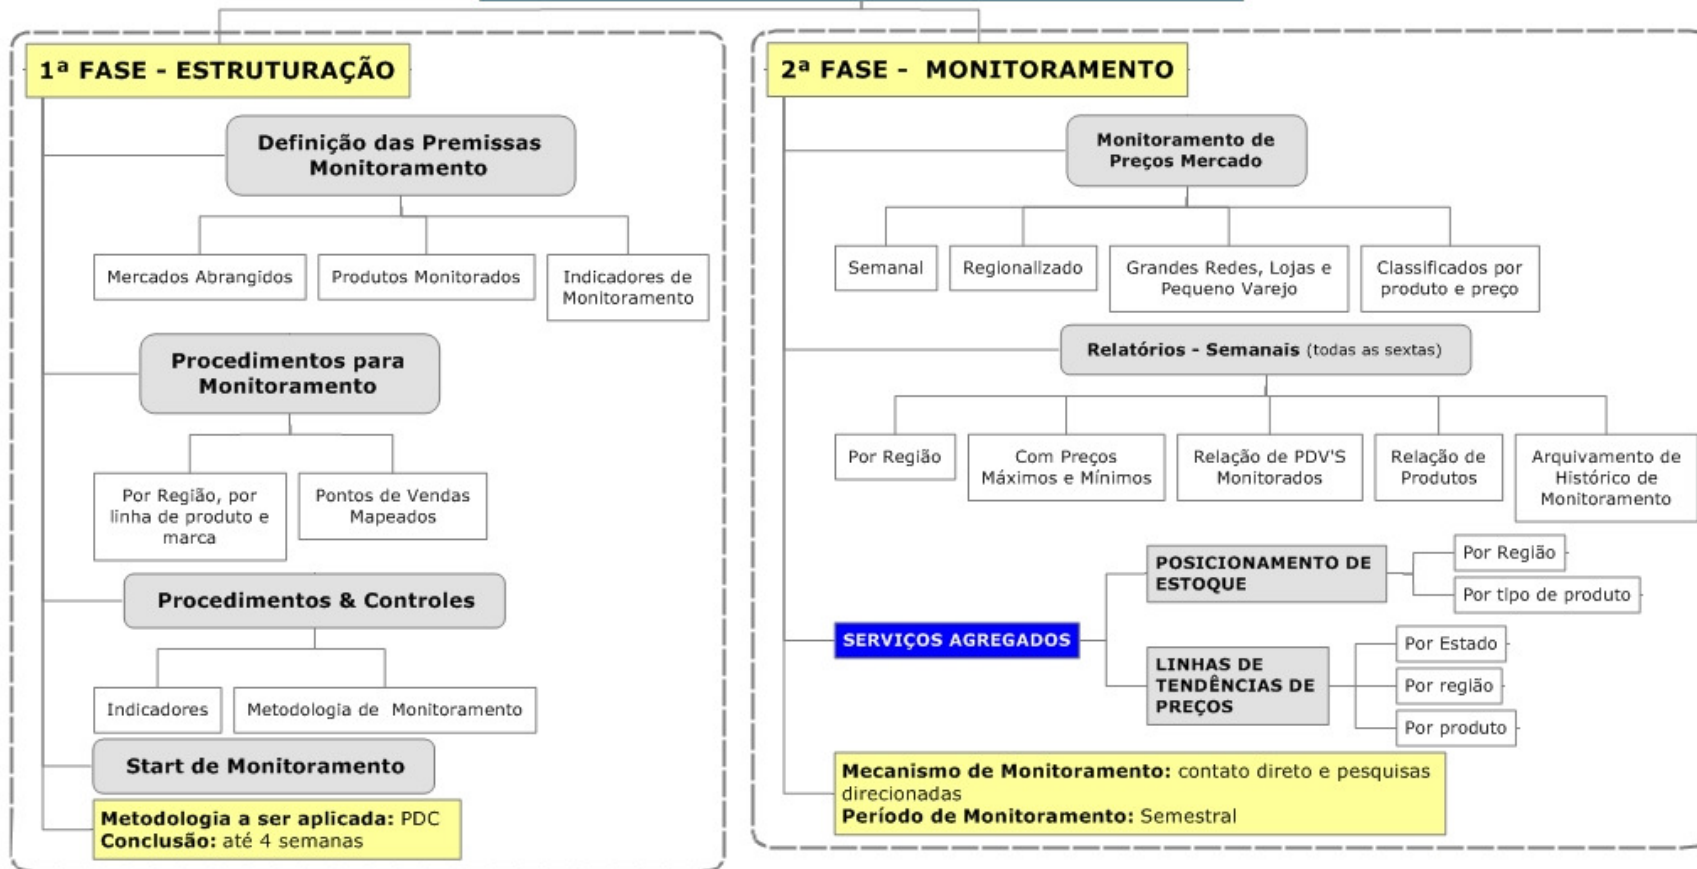 1ª FASE - ESTRUTURAÇÃO
Definição das Premissas
Monitoramento
Mercados Abrangidos
Produtos Monitorados
Indicadores de
Monitoramento
Procedimentos para
Monitoramento
Por Região, por
linha de produto e
marca
Pontos de Vendas
Mapeados
Procedimentos & Controles
Indicadores
Metodologia de Monitoramento
Start de Monitoramento
Metodologia a ser aplicada: PDC
Conclusão: até 4 semanas
2ª FASE - MONITORAMENTO
Monitoramento de
Preços Mercado
Semanal
Regionalizado
Grandes Redes, Lojas e
Pequeno Varejo
Classificados por
produto e preço
Relatórios - Semanais (todas as sextas)
Por Região
Com Preços
Máximos e Mínimos
Relação de PDV'S
Monitorados
Relação de
Produtos
Arquivamento de
Histórico de
Monitoramento
SERVIÇOS AGREGADOS
POSICIONAMENTO DE
ESTOQUE
Por Região
Por tipo de produto
LINHAS DE
TENDÊNCIAS DE
PREÇOS
Por Estado
Por região
Por produto
Mecanismo de Monitoramento: contato direto e pesquisas
direcionadas
Período de Monitoramento: Semestral